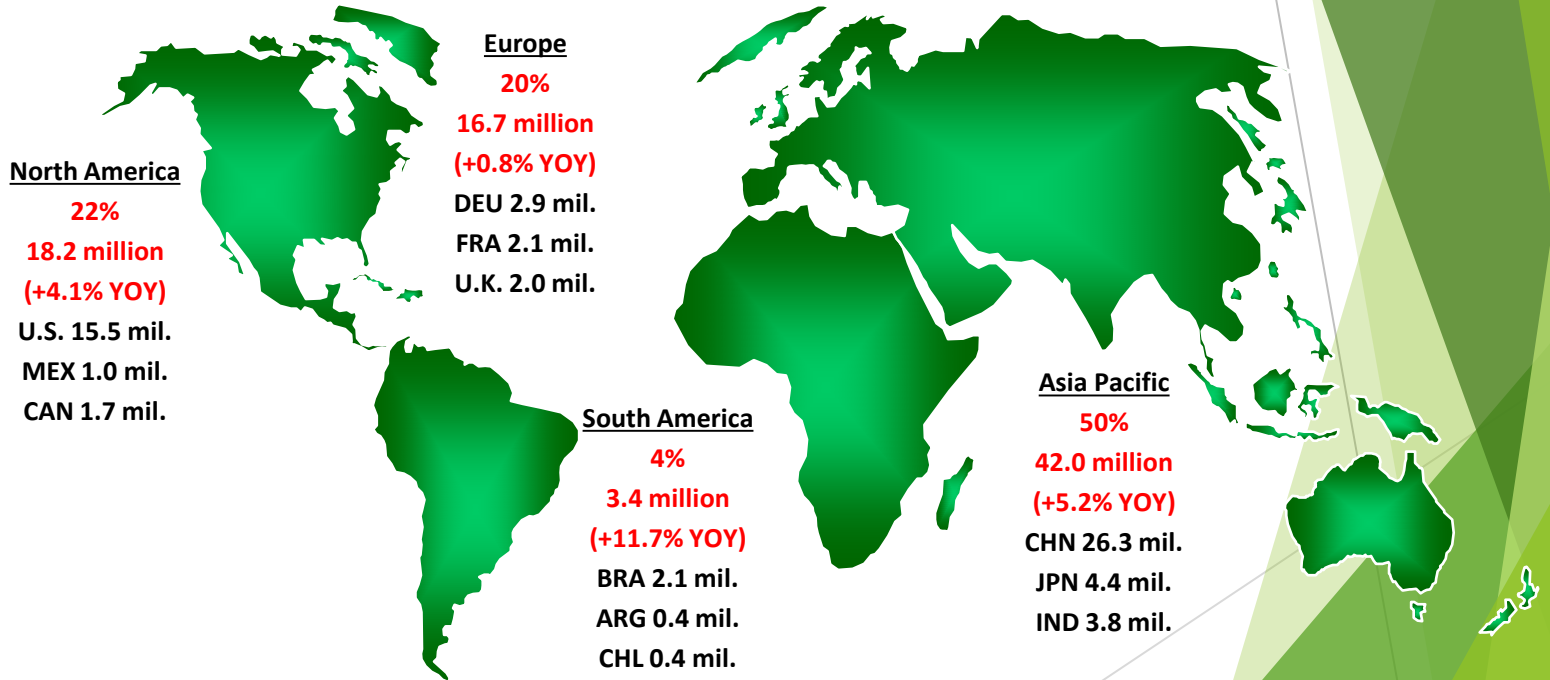 North America
22%
18.2 million
(+4.1% YOY)
U.S. 15.5 mil.
MEX 1.0 mil.
CAN 1.7 mil.
Europe
20%
16.7 million
(+0.8% YOY)
DEU 2.9 mil.
FRA 2.1 mil.
U.K. 2.0 mil.
South America
4%
3.4 million
(+11.7% YOY)
BRA 2.1 mil.
ARG 0.4 mil.
CHL 0.4 mil.
Asia Pacific
50%
42.0 million
(+5.2% YOY)
CHN 26.3 mil.
JPN 4.4 mil.
IND 3.8 mil.